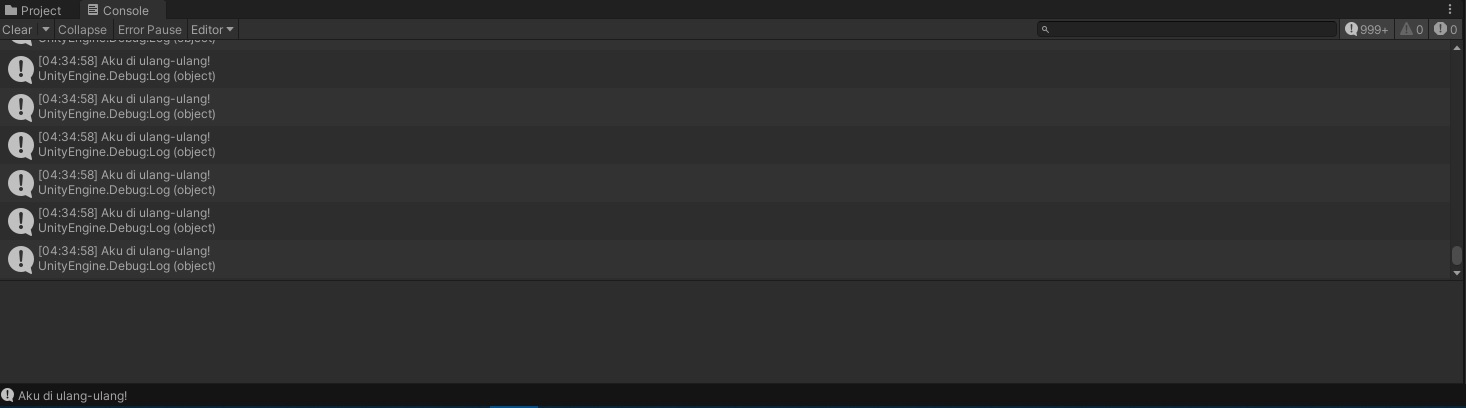 Project
Console
Clear
Collapse
Error Pause
Editor
999+
0
0
UnityEngine.Debug:Log (object)
[04:34:58] Aku di ulang-ulang!
UnityEngine.Debug:Log (object)
[04:34:58] Aku di ulang-ulang!
UnityEngine.Debug:Log (object)
[04:34:58] Aku di ulang-ulang!
UnityEngine.Debug:Log (object)
[04:34:58] Aku di ulang-ulang!
UnityEngine.Debug:Log (object)
[04:34:58] Aku di ulang-ulang!
UnityEngine.Debug:Log (object)
[04:34:58] Aku di ulang-ulang!
UnityEngine.Debug:Log (object)
Aku di ulang-ulang!